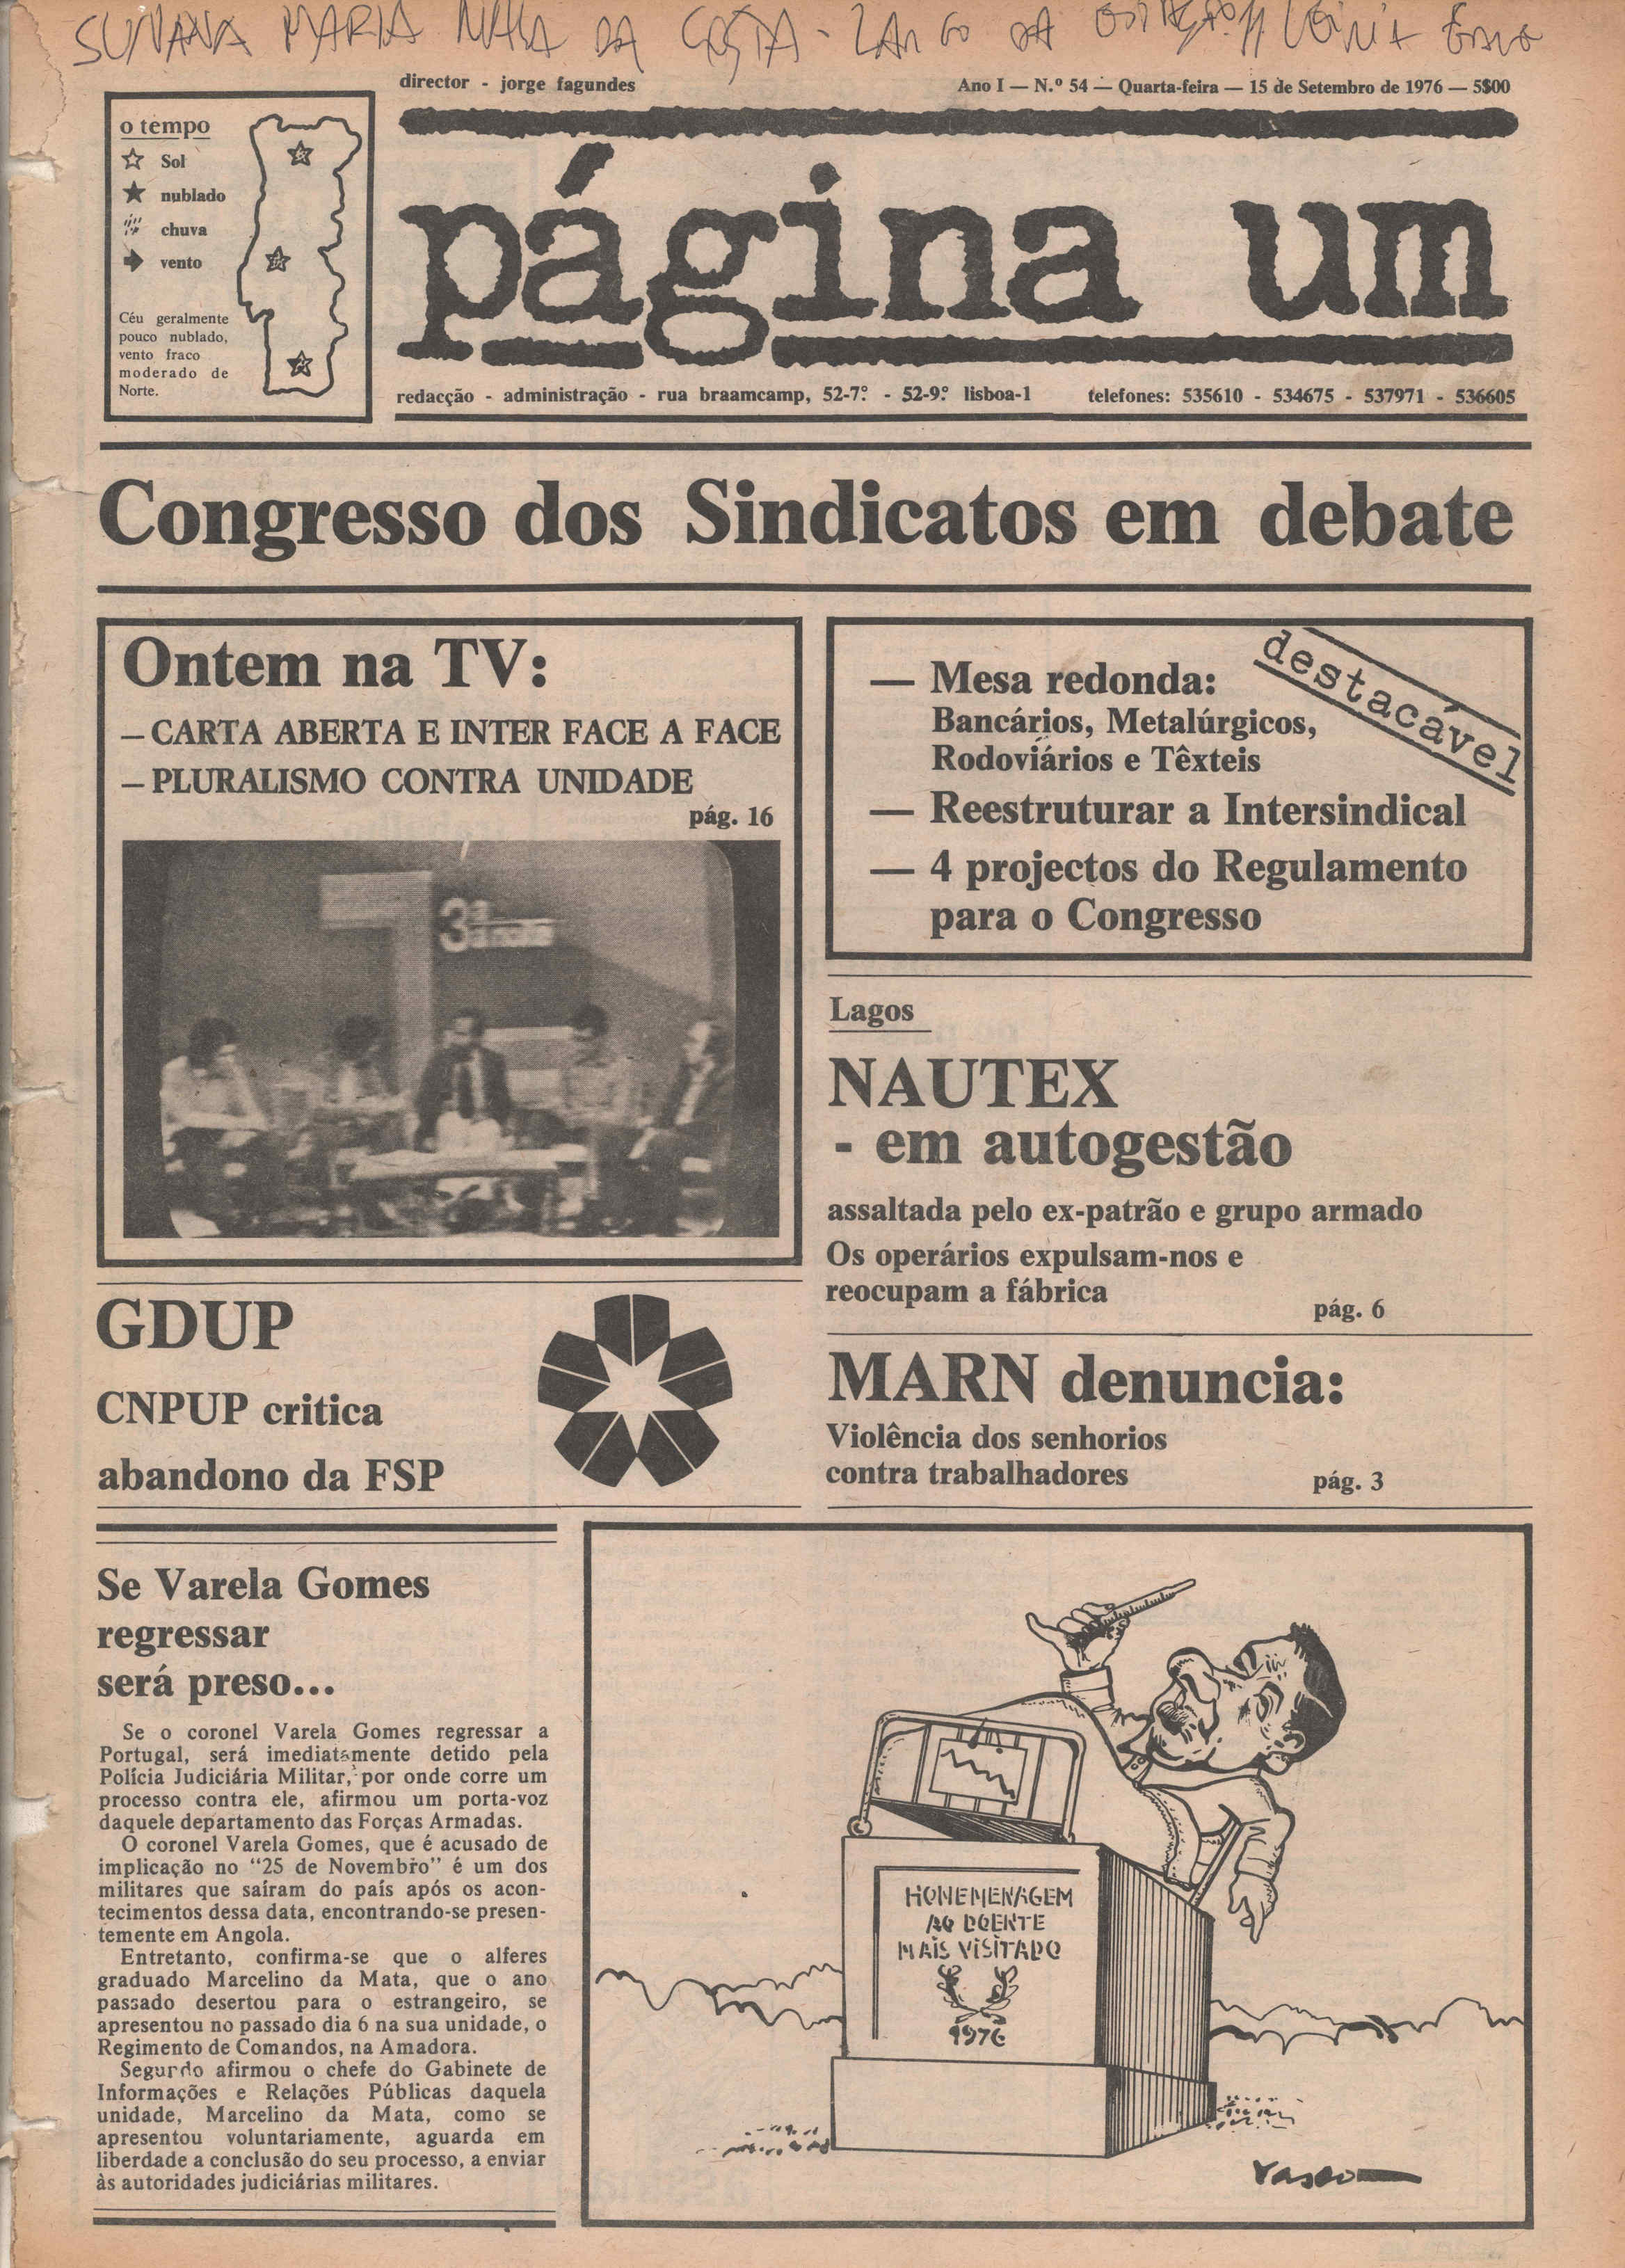 SUSANA MARIA DA COSTA - LARGO DA
director - jorge fagundes
Ano I — N.º 54 — Quarta-feira — 15 de Setembro de 1976 — 5$00
o tempo
Sol
nublado
chuva
vento
Céu geralmente
pouco nublado,
vento fraco
moderado de
Norte.
página um
redacção - administração - rua braamcamp, 52-7.º - 52-9.º lisboa-1
telefones: 535610 - 534675 - 537971 - 536605
Congresso dos Sindicatos em debate
Ontem na TV:
– CARTA ABERTA E INTER FACE A FACE
– PLURALISMO CONTRA UNIDADE
pág. 16
3ª
destacável
— Mesa redonda:
Bancários, Metalúrgicos,
Rodoviários e Têxteis
— Reestruturar a Intersindical
— 4 projectos do Regulamento
para o Congresso
Lagos
NAUTEX
- em autogestão
assaltada pelo ex-patrão e grupo armado
Os operários expulsam-nos e
reocupam a fábrica
pág. 6
GDUP
CNPUP critica
abandono da FSP
MARN denuncia:
Violência dos senhorios
contra trabalhadores
pág. 3
Se Varela Gomes
regressar
será preso...
Se o coronel Varela Gomes regressar a
Portugal, será imediatamente detido pela
Polícia Judiciária Militar, por onde corre um
processo contra ele, afirmou um porta-voz
daquele departamento das Forças Armadas.
O coronel Varela Gomes, que é acusado de
implicação no “25 de Novembro” é um dos
militares que saíram do país após os acon-
tecimentos dessa data, encontrando-se presen-
temente em Angola.
Entretanto, confirma-se que o alferes
graduado Marcelino da Mata, que o ano
passado desertou para o estrangeiro, se
apresentou no passado dia 6 na sua unidade, o
Regimento de Comandos, na Amadora.
Segundo afirmou o chefe do Gabinete de
Informações e Relações Públicas daquela
unidade, Marcelino da Mata, como se
apresentou voluntariamente, aguarda em
liberdade a conclusão do seu processo, a enviar
às autoridades judiciárias militares.
HOMEMENAGEM
AO DOENTE
MAIS VISITADO
1976
Vasco